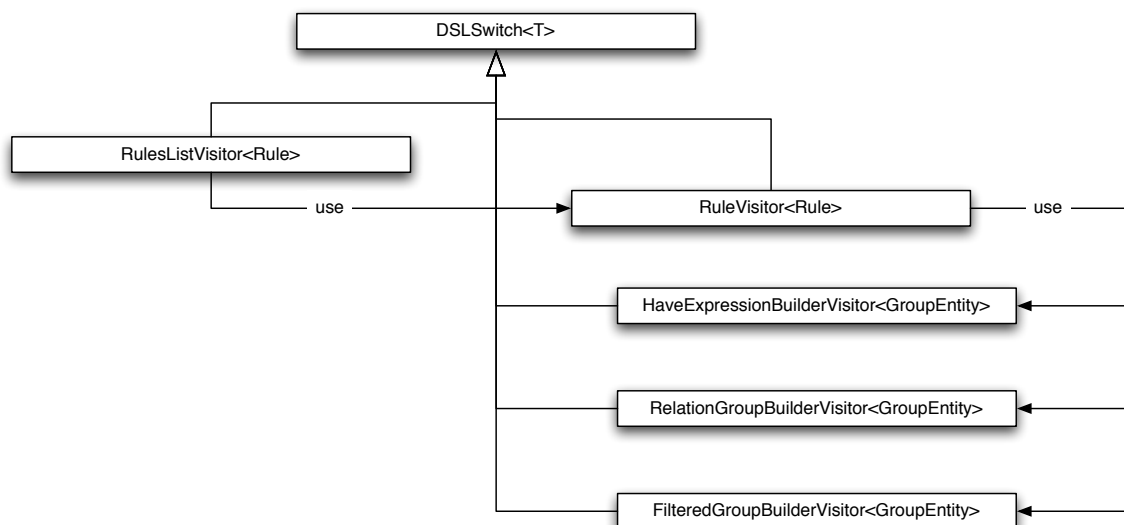 DSLSwitch<T>
RulesListVisitor<Rule>
use
RuleVisitor<Rule>
use
HaveExpressionBuilderVisitor<GroupEntity>
RelationGroupBuilderVisitor<GroupEntity>
FilteredGroupBuilderVisitor<GroupEntity>